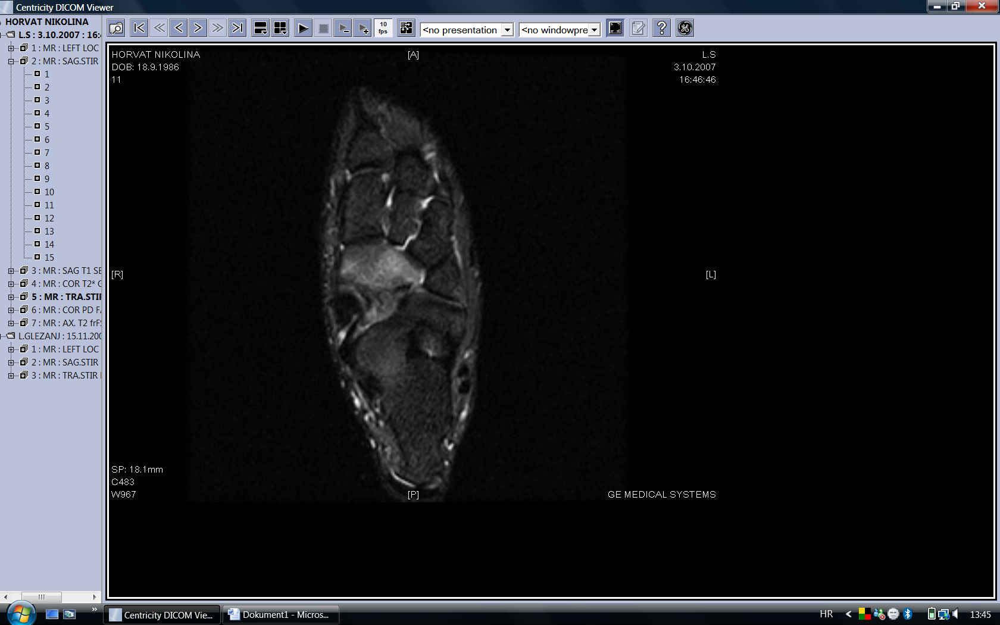 Centricity DICOM Viewer
HORVAT NIKOLINA
L.S : 3.10.2007 : 16:4
1 : MR : LEFT LOC
2 : MR : SAG.STIR
1
2
3
4
5
6
7
8
9
10
11
12
13
14
15
3 : MR : SAG T1 SE
4 : MR : COR T2* G
5 : MR : TRA.STIR
6 : MR : COR PD FA
7 : MR : AX. T2 frFS
L.GLEZANJ : 15.11.200
1 : MR : LEFT LOC
2 : MR : SAG.STIR
3 : MR : TRA.STIR
10
fps
<no presentation
<no windowpre
HORVAT NIKOLINA
DOB: 18.9.1986
11
[A]
L.S
3.10.2007
16:46:46
[R]
[L]
SP: 18.1mm
C483
W967
[P]
GE MEDICAL SYSTEMS
Centricity DICOM Vie...
Dokument1 - Micros...
HR
13:45